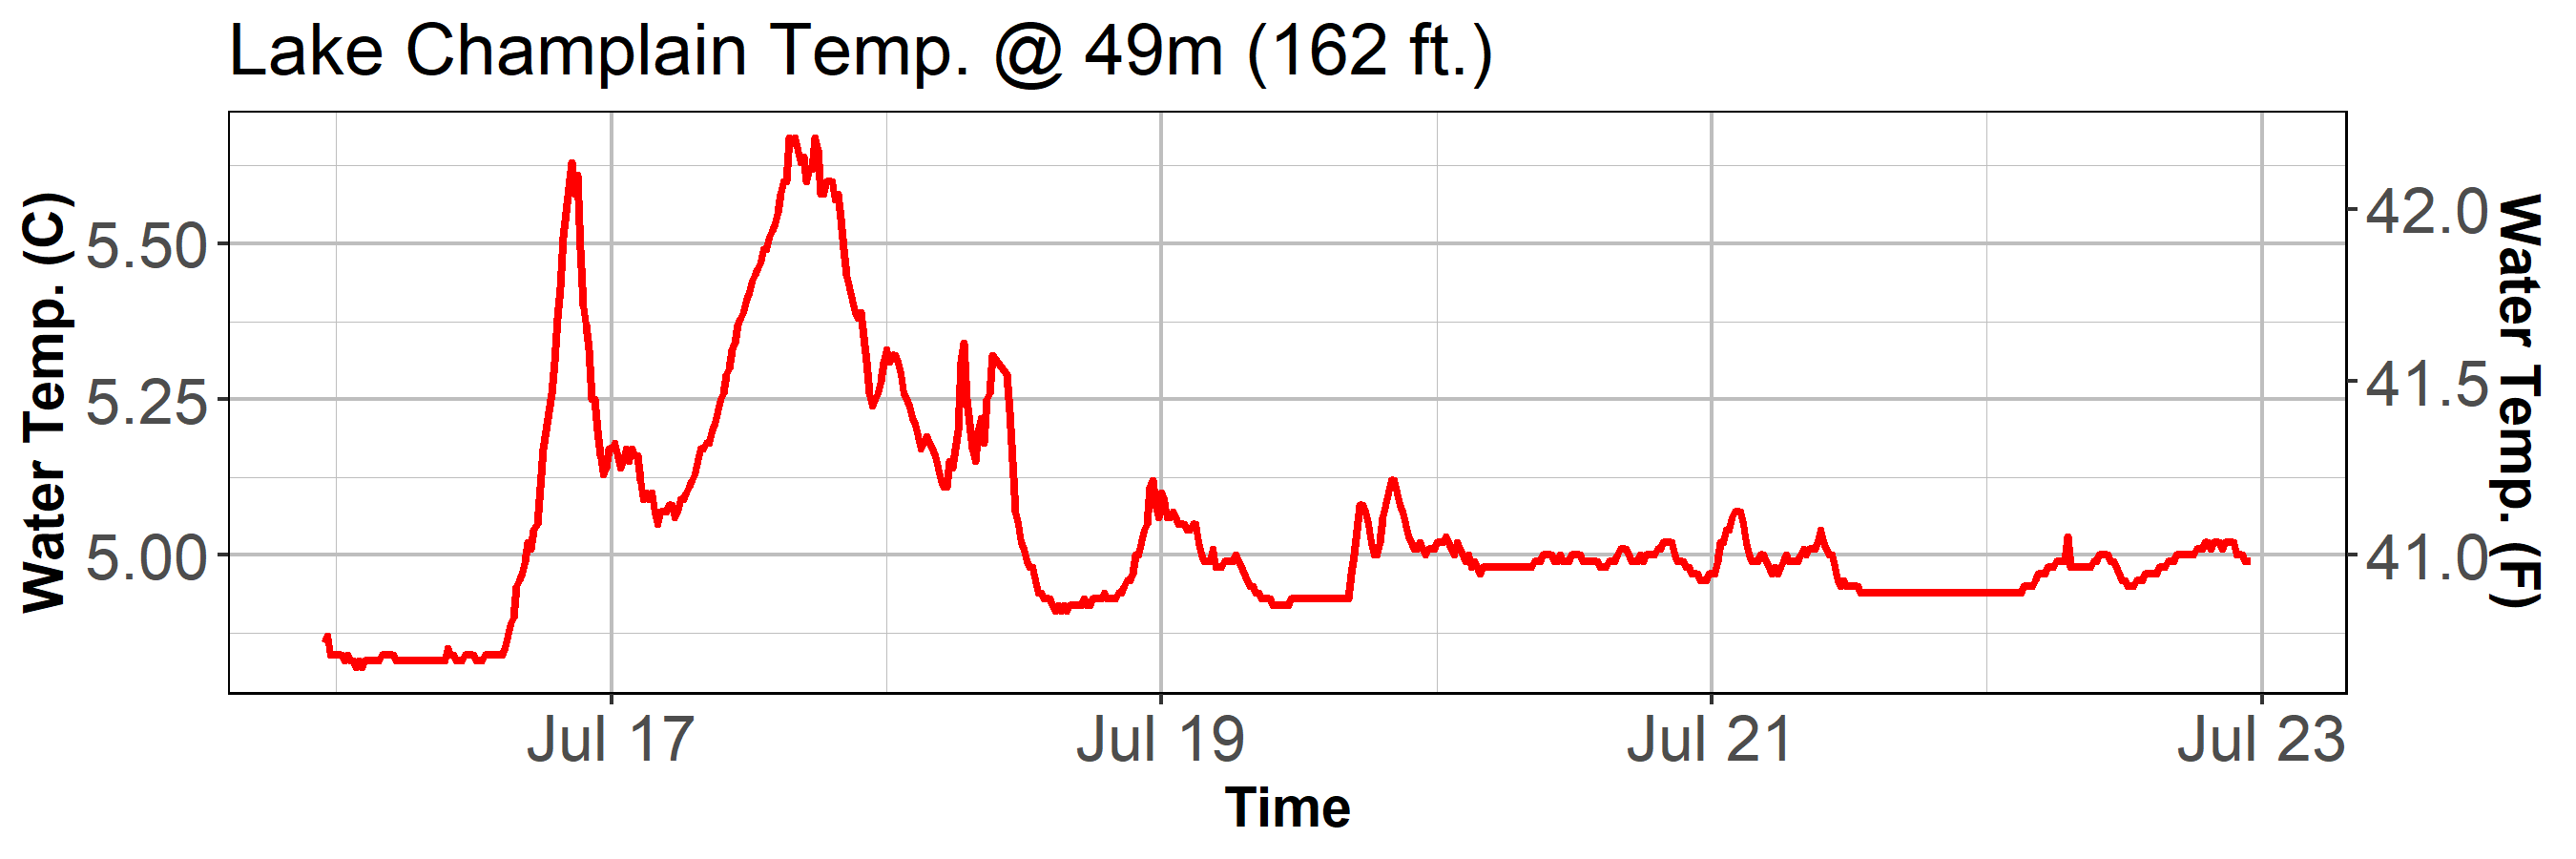 Lake Champlain Temp. @ 49m (162 ft.)
Water Temp. (C)
5.50
5.25
5.00
42.0
41.5
41.0
Water Temp. (F)
Jul 17 Jul 19 Jul 21 Jul 23
Time